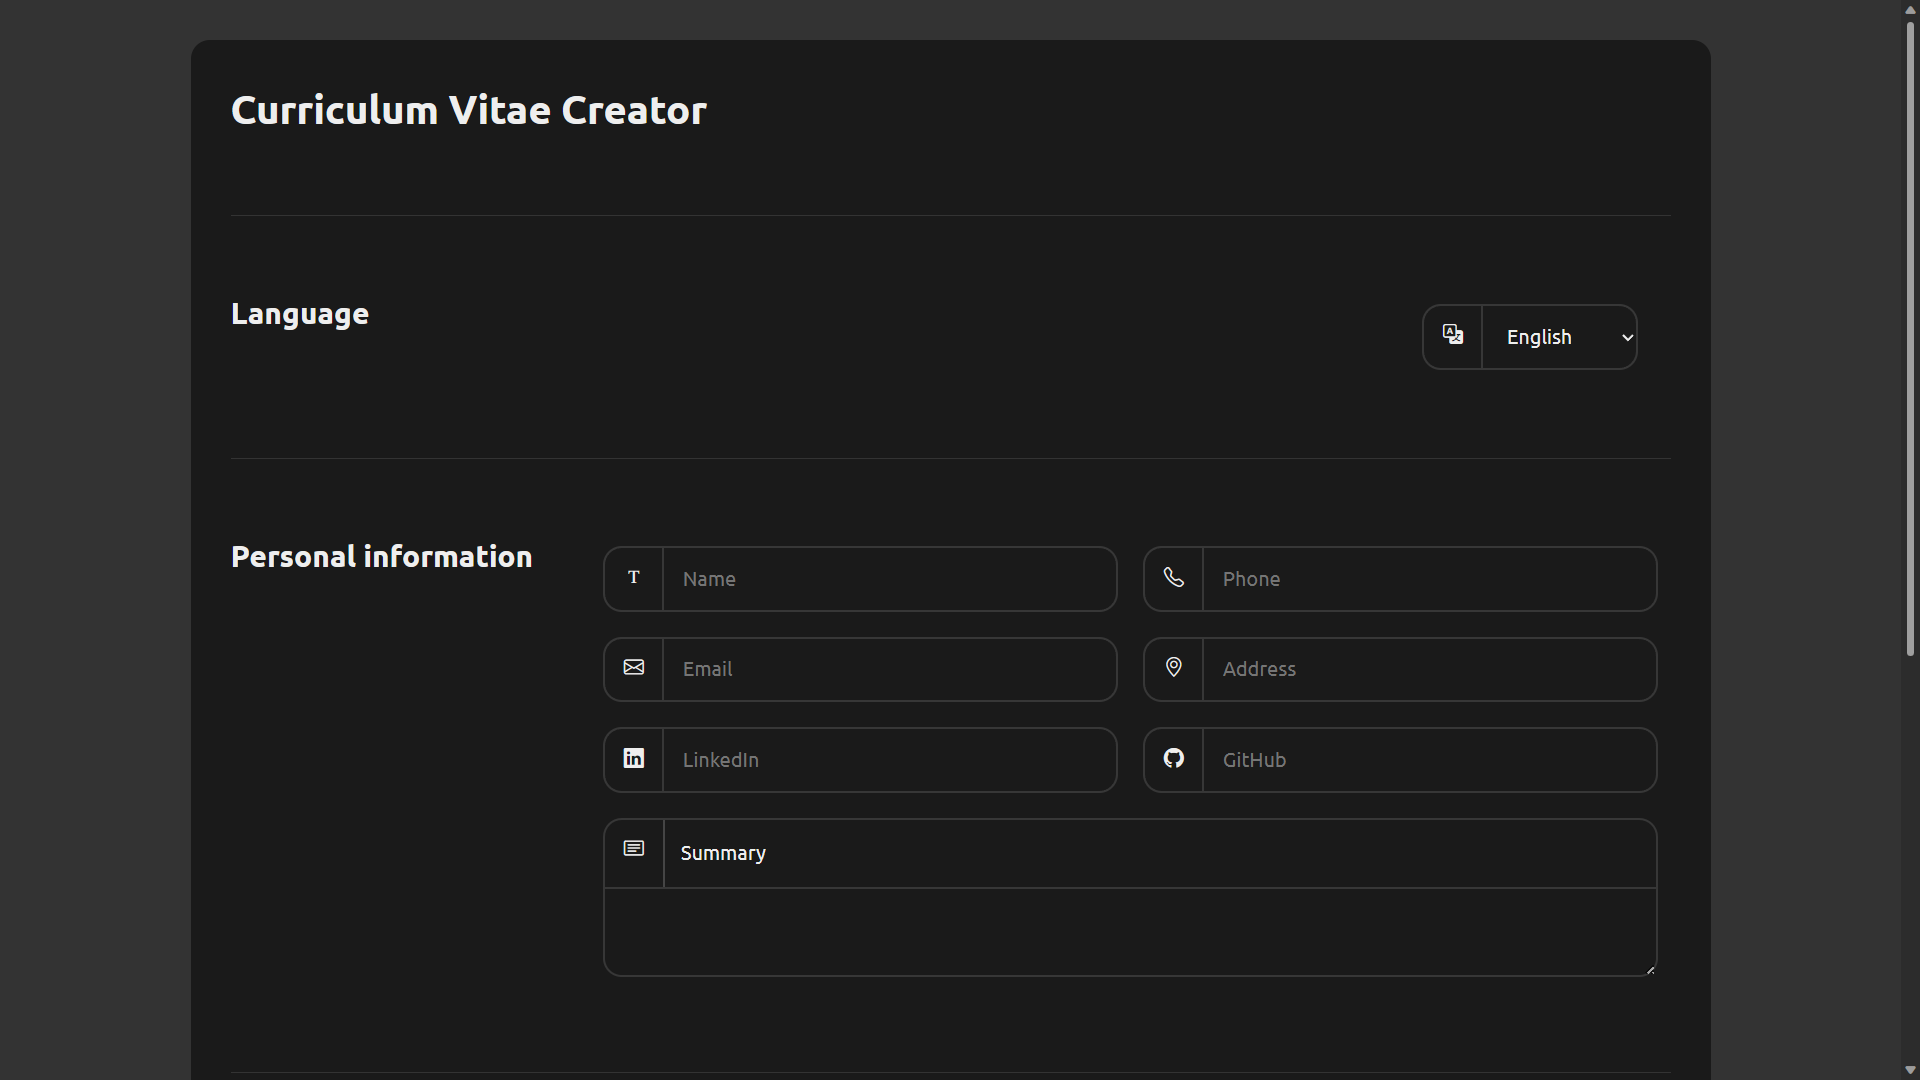 Curriculum Vitae Creator
Language
English
Personal information
Name
Phone
Email
Address
LinkedIn
GitHub
Summary